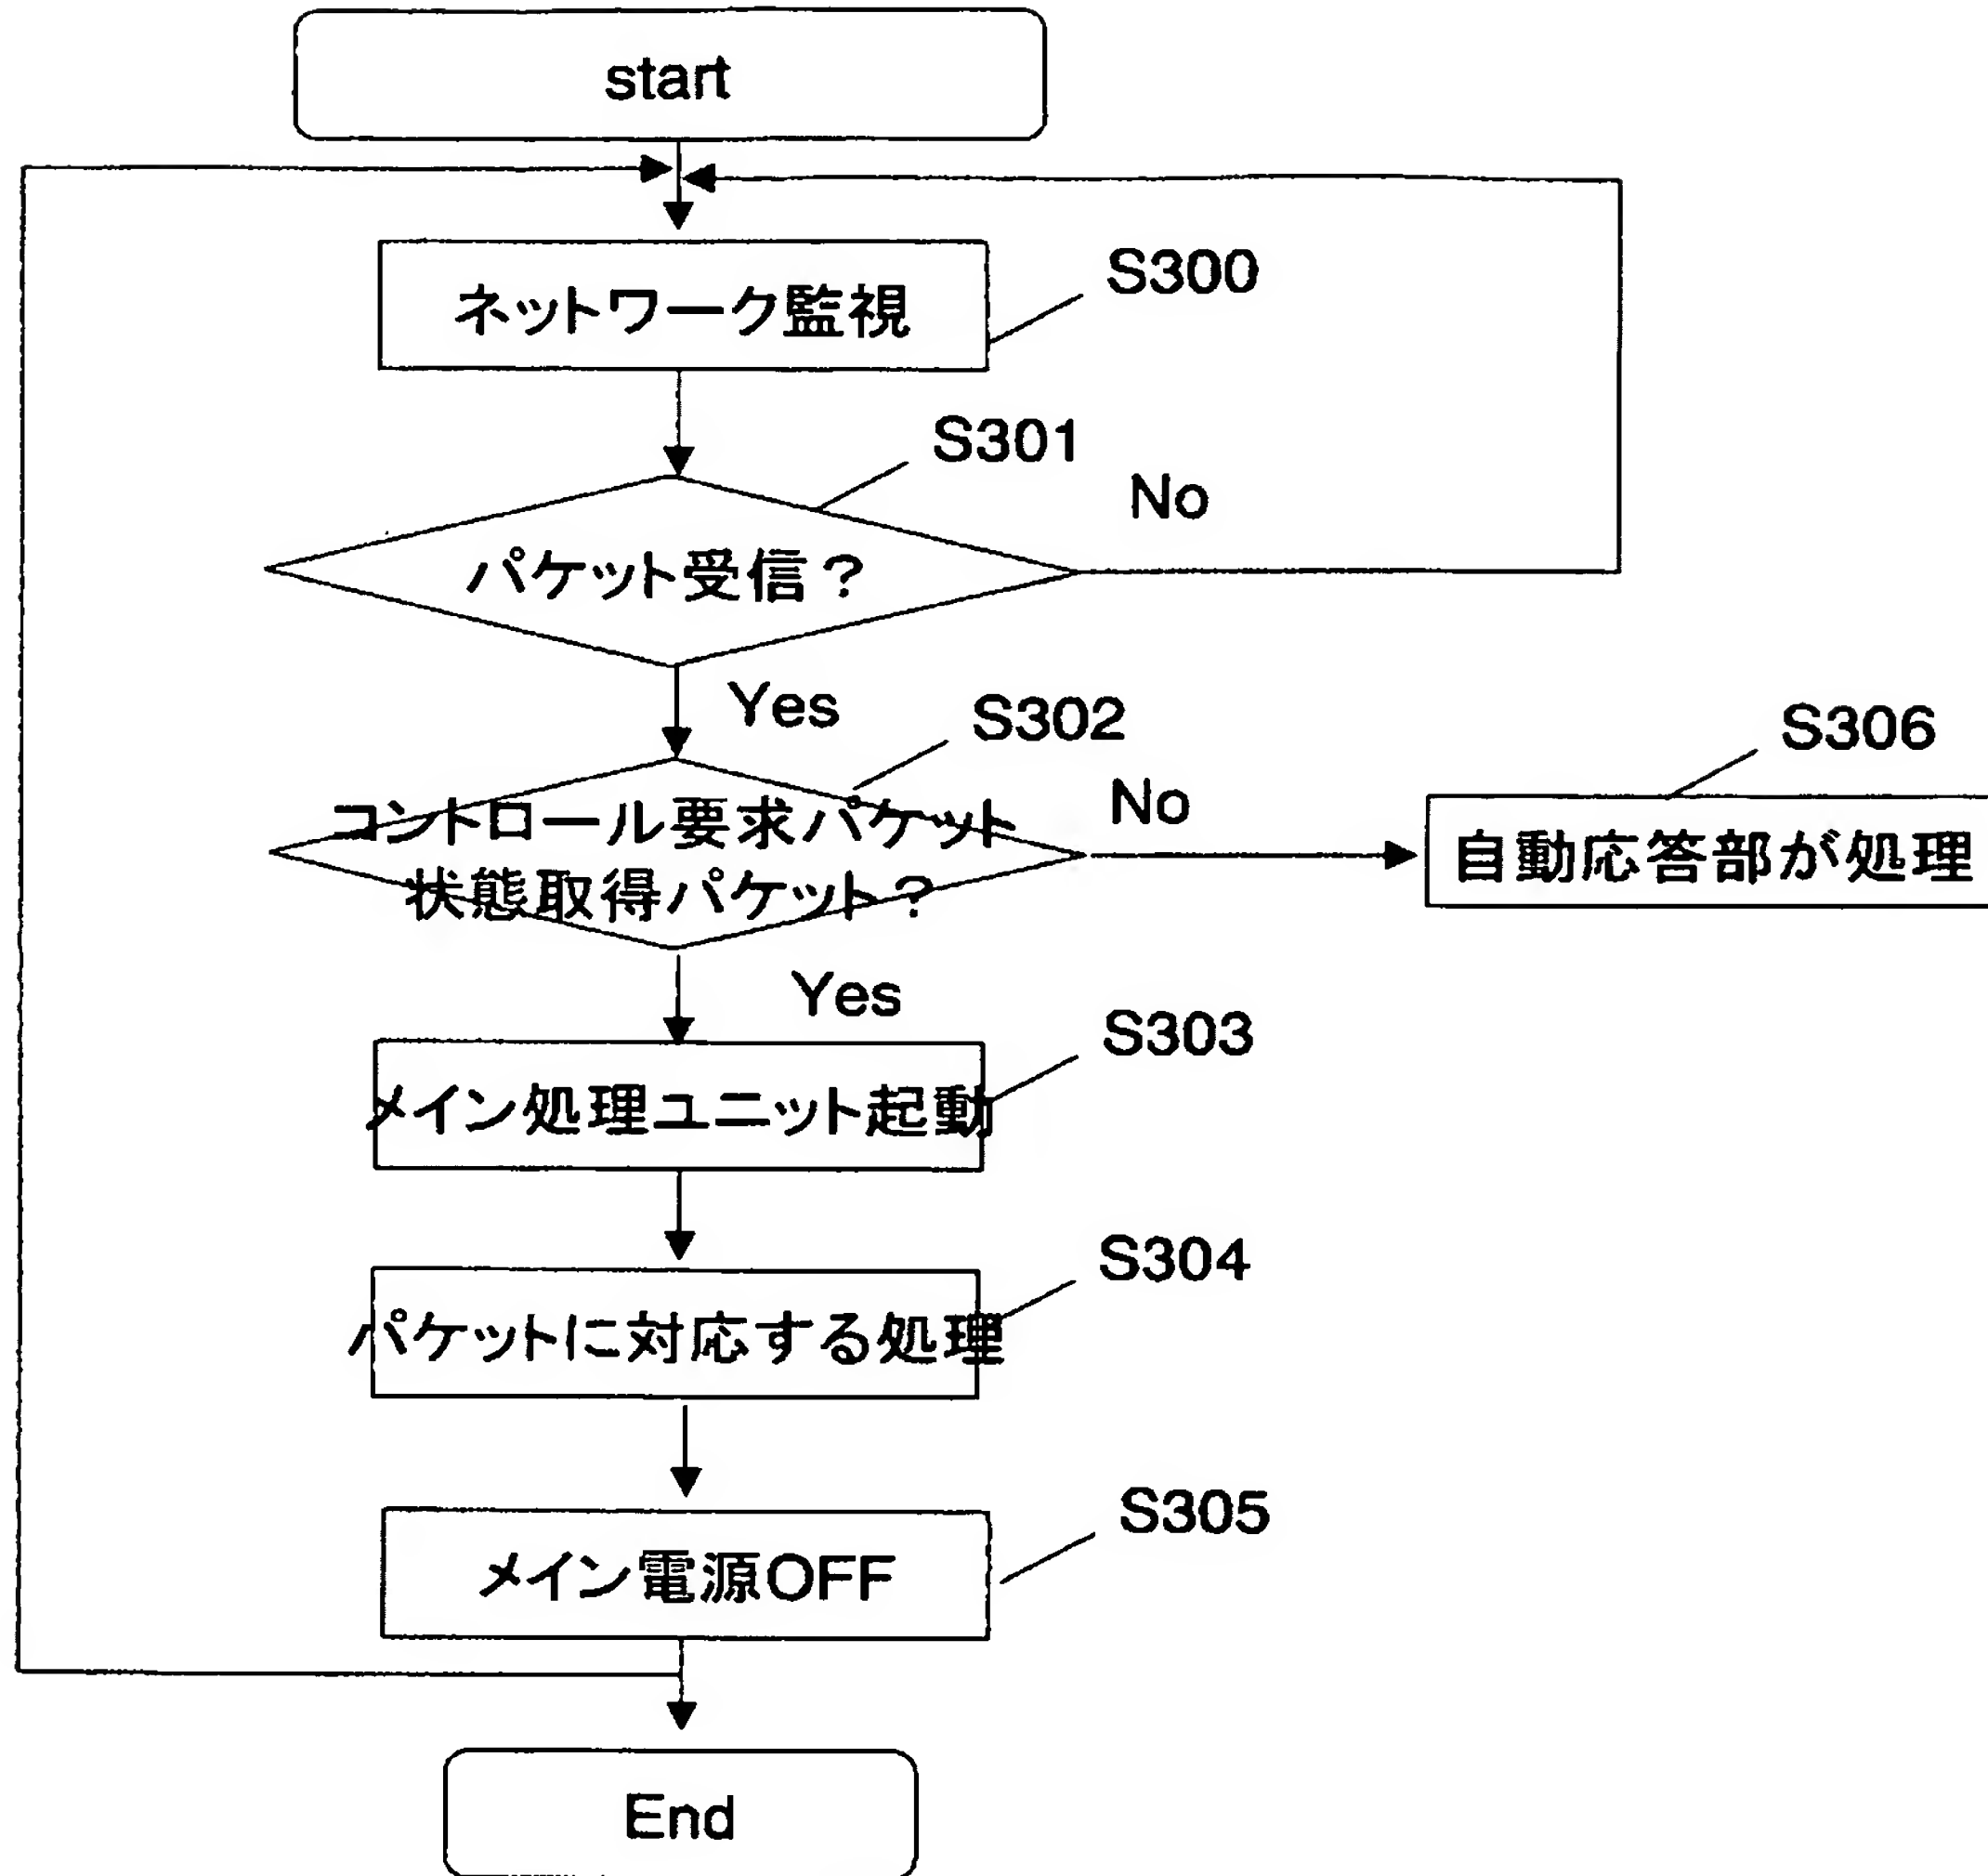 start
ネットワーク監視
S300
S301
パケット受信？
No
Yes
S302
コントロール要求パケット
状態取得パケット？
No
S306
自動応答部が処理
Yes
S303
メイン処理ユニット起動
S304
パケットに対応する処理
S305
メイン電源OFF
End